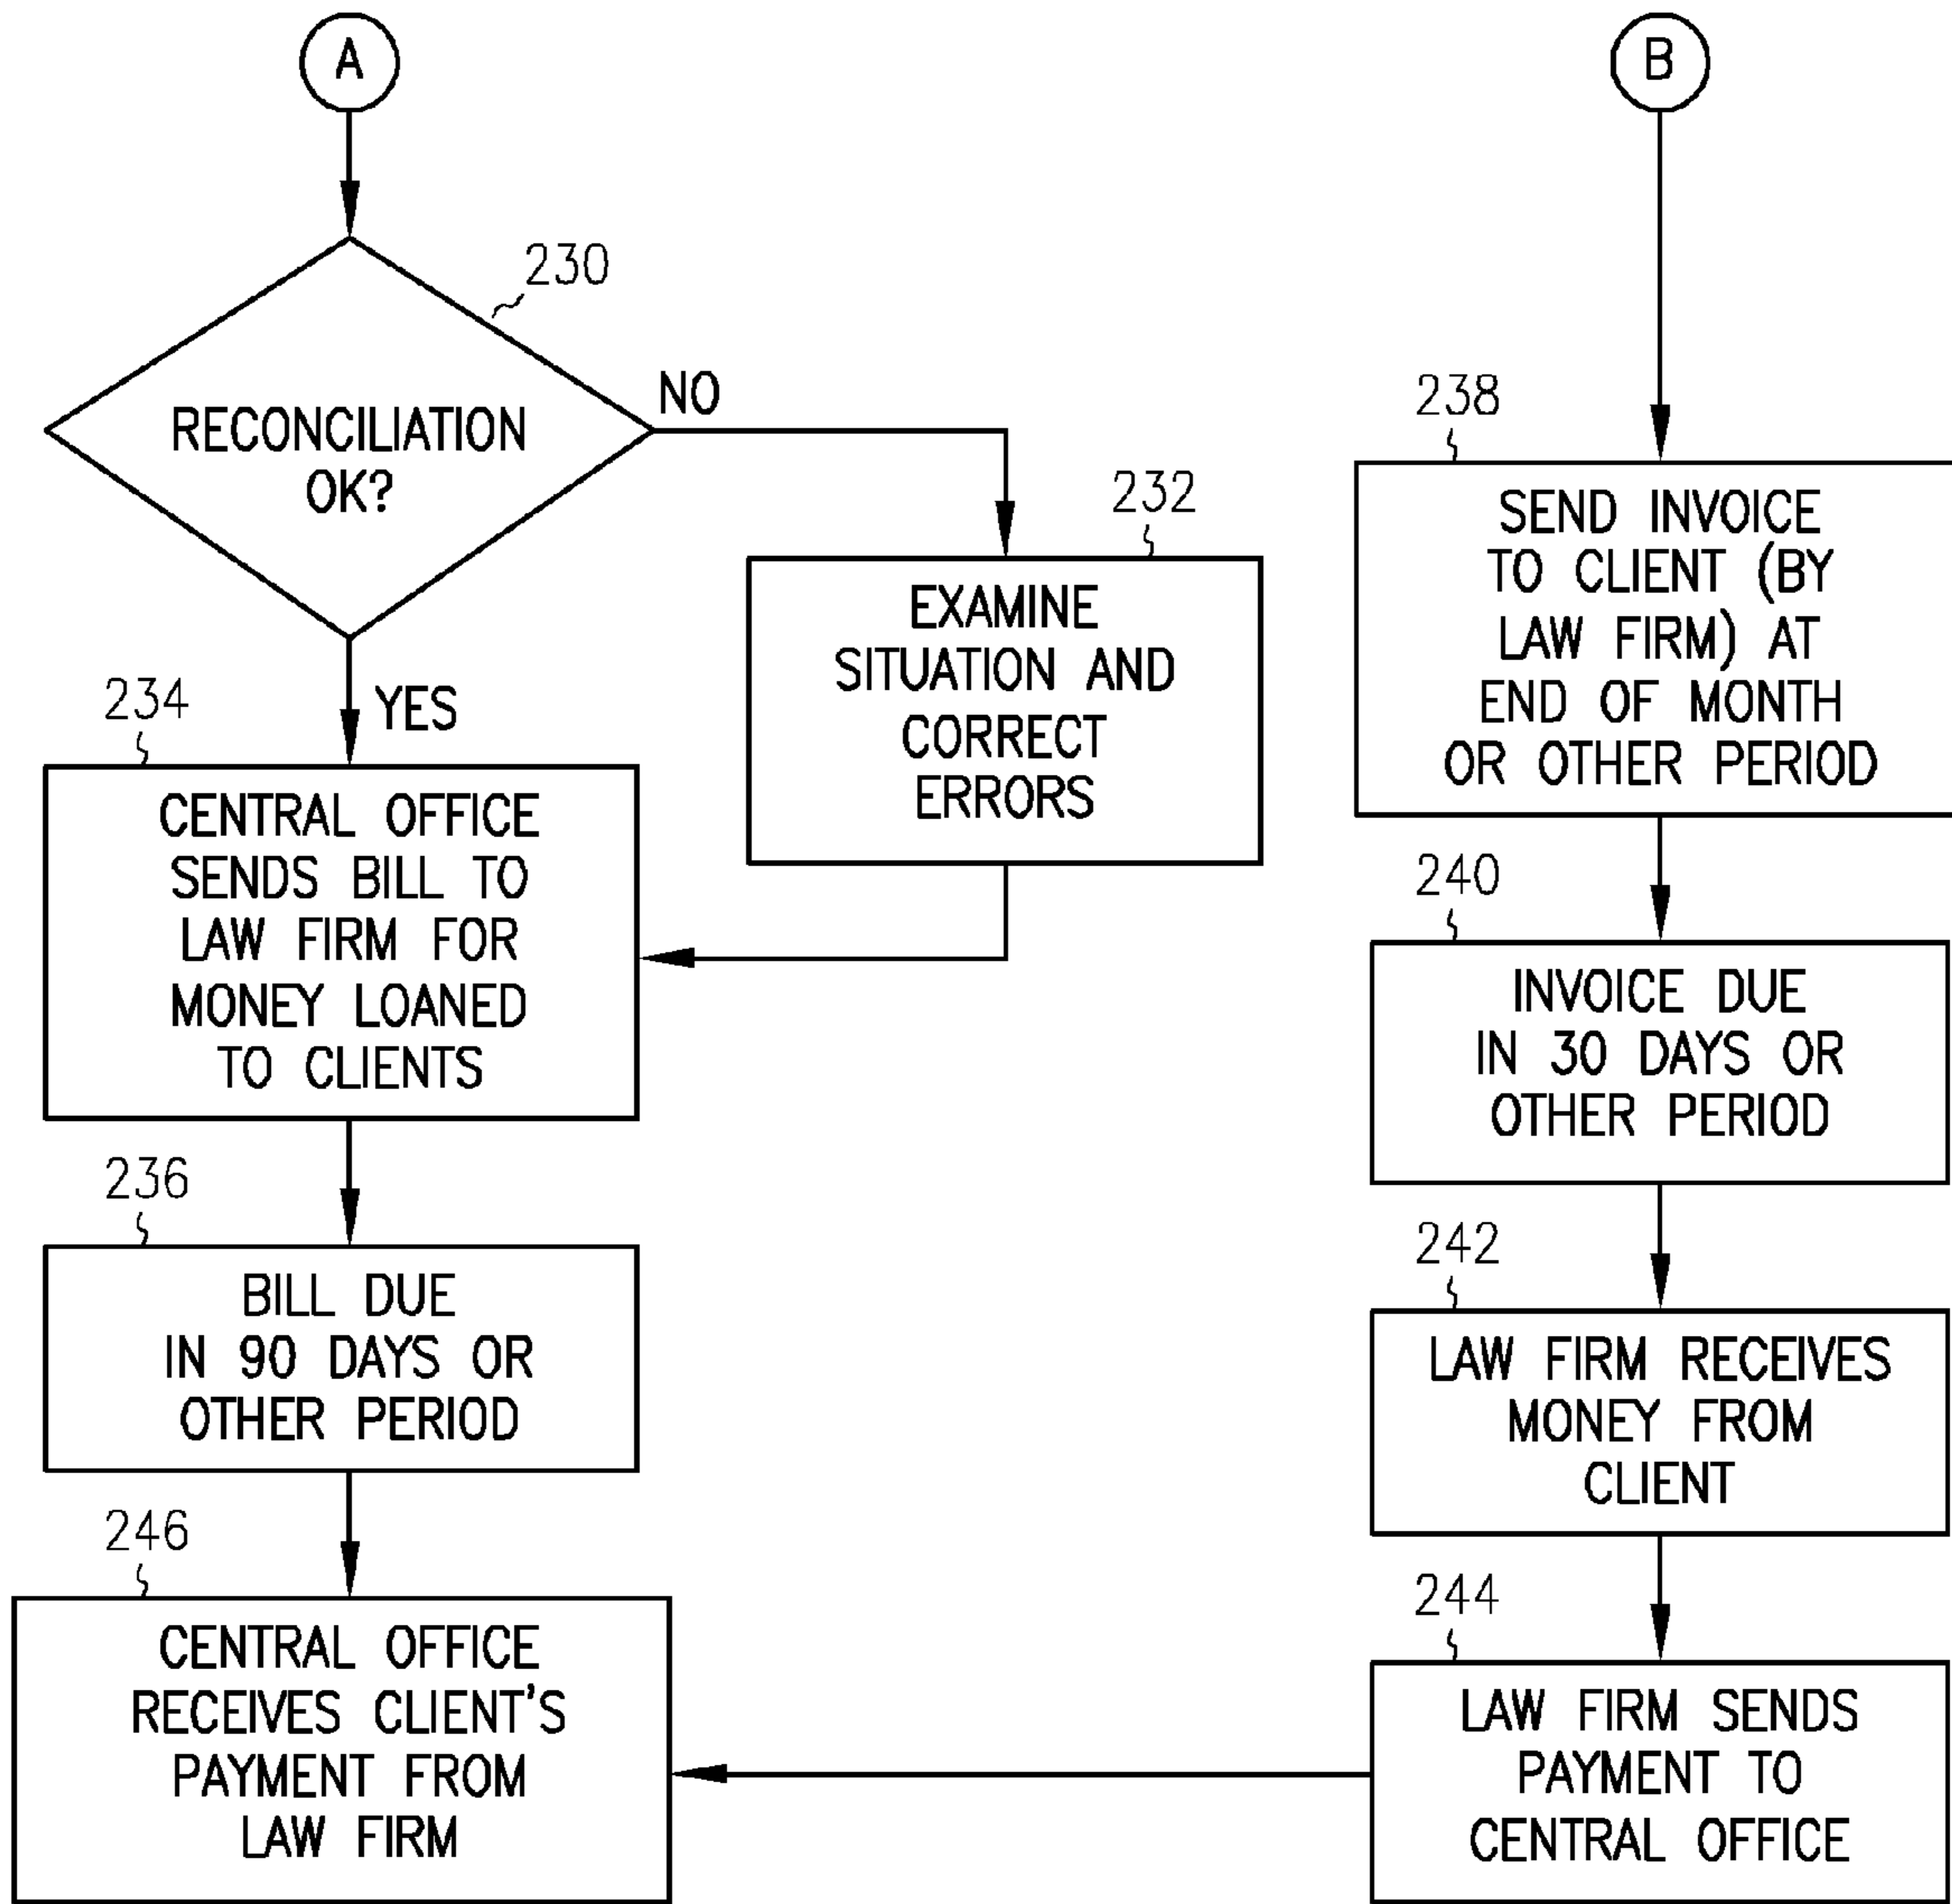 A
230
RECONCILIATION
OK?
NO
YES
232
EXAMINE
SITUATION AND
CORRECT
ERRORS
234
CENTRAL OFFICE
SENDS BILL TO
LAW FIRM FOR
MONEY LOANED
TO CLIENTS
236
BILL DUE
IN 90 DAYS OR
OTHER PERIOD
246
CENTRAL OFFICE
RECEIVES CLIENT'S
PAYMENT FROM
LAW FIRM
B
238
SEND INVOICE
TO CLIENT (BY
LAW FIRM) AT
END OF MONTH
OR OTHER PERIOD
240
INVOICE DUE
IN 30 DAYS OR
OTHER PERIOD
242
LAW FIRM RECEIVES
MONEY FROM
CLIENT
244
LAW FIRM SENDS
PAYMENT TO
CENTRAL OFFICE